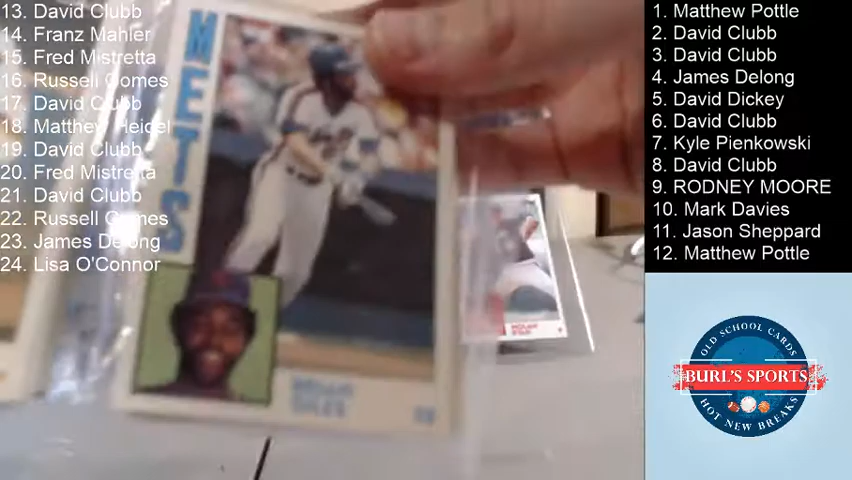 13. David Clubb
14. Franz Mahler
15. Fred Mistretta
16. Russell Gomes
17. David Clubb
18. Matthew Heidel
19. David Clubb
20. Fred Mistretta
21. David Clubb
22. Russell Gomes
23. James Delong
24. Lisa O'Connor
METS
1. Matthew Pottle
2. David Clubb
3. David Clubb
4. James Delong
5. David Dickey
6. David Clubb
7. Kyle Pienkowski
8. David Clubb
9. RODNEY MOORE
10. Mark Davies
11. Jason Sheppard
12. Matthew Pottle
OLD SCHOOL CARDS
BURL'S SPORTS
HOT NEW BREAKS